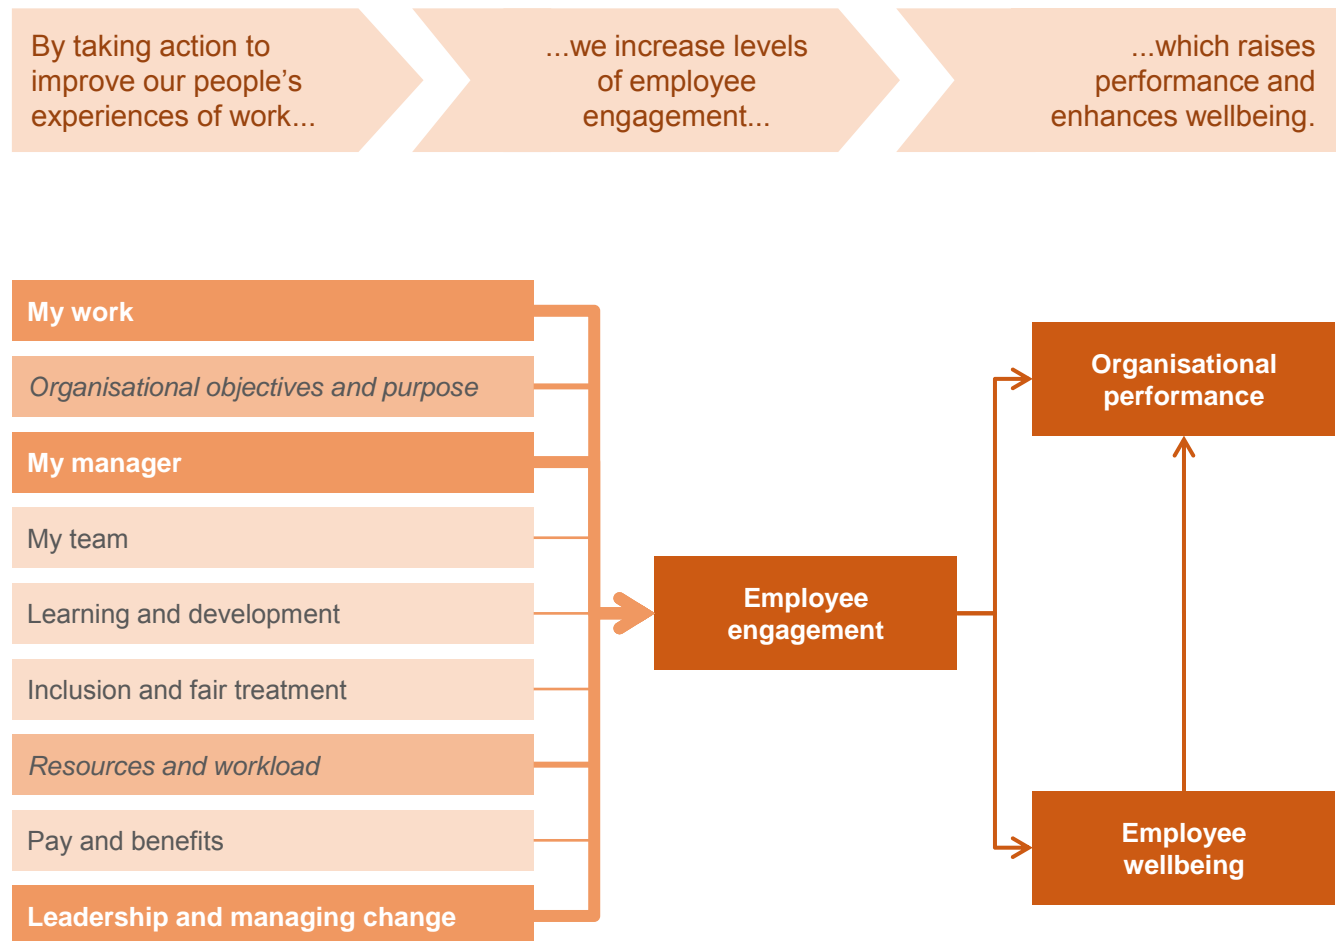 By taking action to
improve our people’s
experiences of work...
...we increase levels
of employee
engagement...
...which raises
performance and
enhances wellbeing.
My work
Organisational objectives and purpose
My manager
My team
Learning and development
Inclusion and fair treatment
Resources and workload
Pay and benefits
Leadership and managing change
Employee
engagement
Organisational
performance
Employee
wellbeing